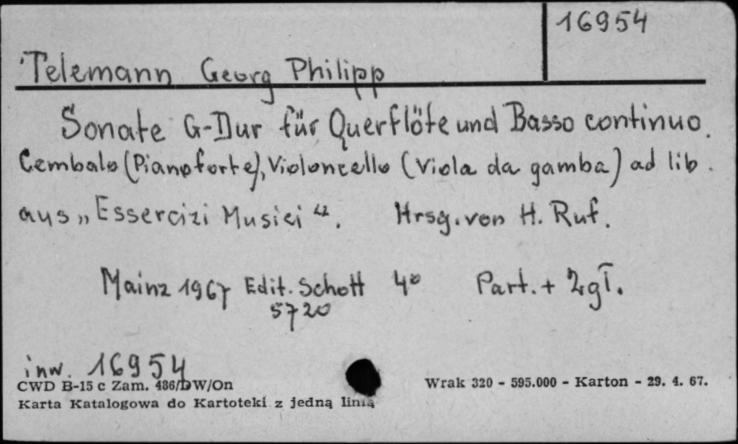 16954
Telemann Georg Philipp
Sonate G-Dur für Querflöte und Basso continuo.
Cembalo (Pianoforte), Violoncello (Viola da gamba) ad lib.
aus „Essercizi Musici“. Hrsg. von H. Ruf.
Mainz 1967 Edit. Schott 4° Part. + 2 gł.
5720
inw. 16954
CWD B-15 c Zam. 486/DW/On Wrak 320 - 595.000 - Karton - 29. 4. 67.
Karta Katalogowa do Kartoteki z jedną linią